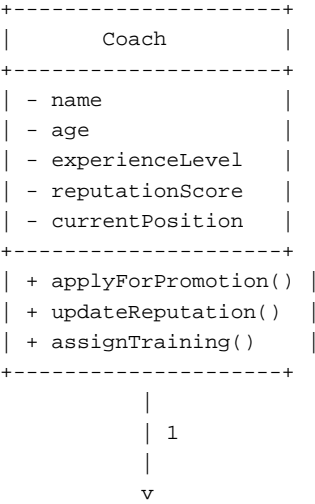 +---------------------+
|       Coach         |
+---------------------+
| - name              |
| - age               |
| - experienceLevel   |
| - reputationScore   |
| - currentPosition   |
+---------------------+
| + applyForPromotion() |
| + updateReputation()  |
| + assignTraining()    |
+---------------------+
           |
           | 1
           |
           v